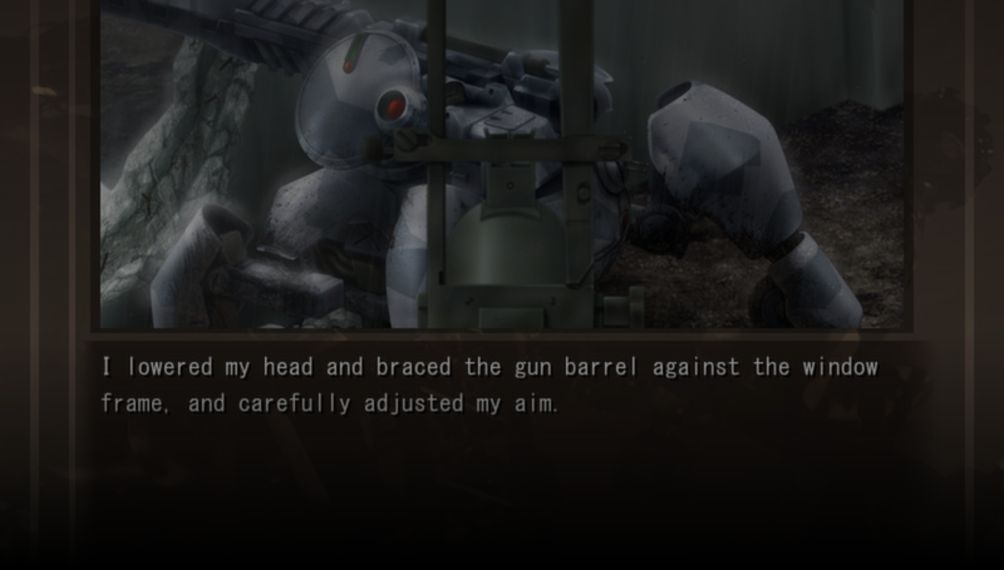 I lowered my head and braced the gun barrel against the window
frame, and carefully adjusted my aim.